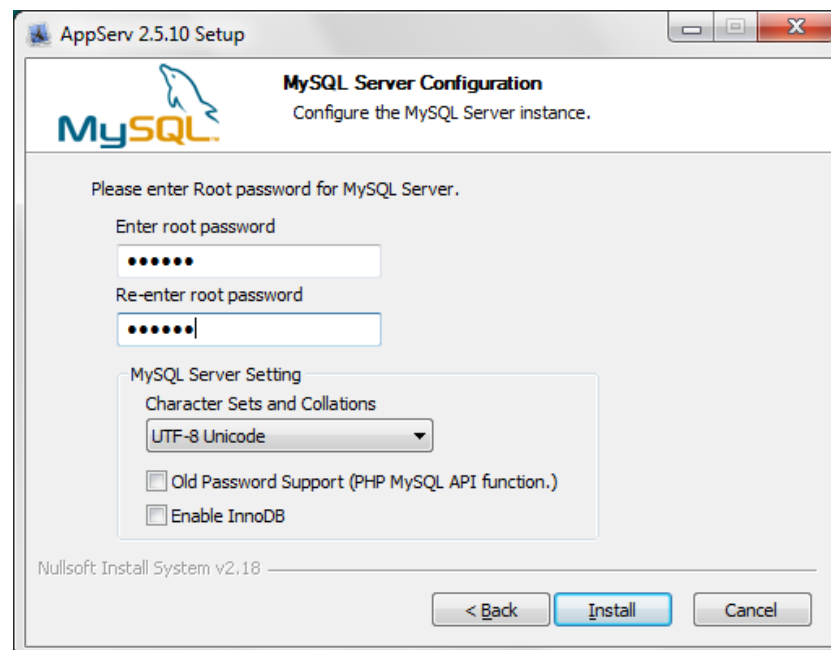 AppServ 2.5.10 Setup
MySQL Server Configuration
Configure the MySQL Server instance.
MySQL™
Please enter Root password for MySQL Server.
Enter root password
●●●●●●
Re-enter root password
●●●●●●
MySQL Server Setting
Character Sets and Collations
UTF-8 Unicode
Old Password Support (PHP MySQL API function.)
Enable InnoDB
Nullsoft Install System v2.18
< Back
Install
Cancel